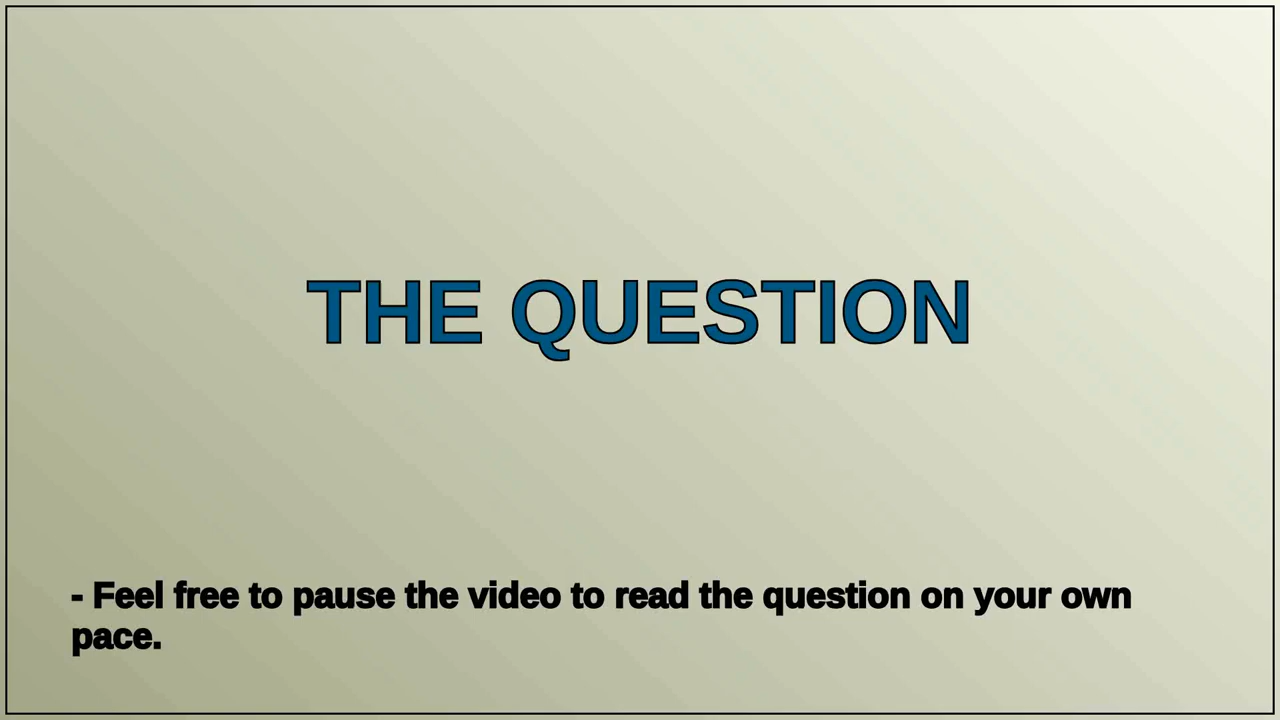 THE QUESTION
- Feel free to pause the video to read the question on your own
pace.